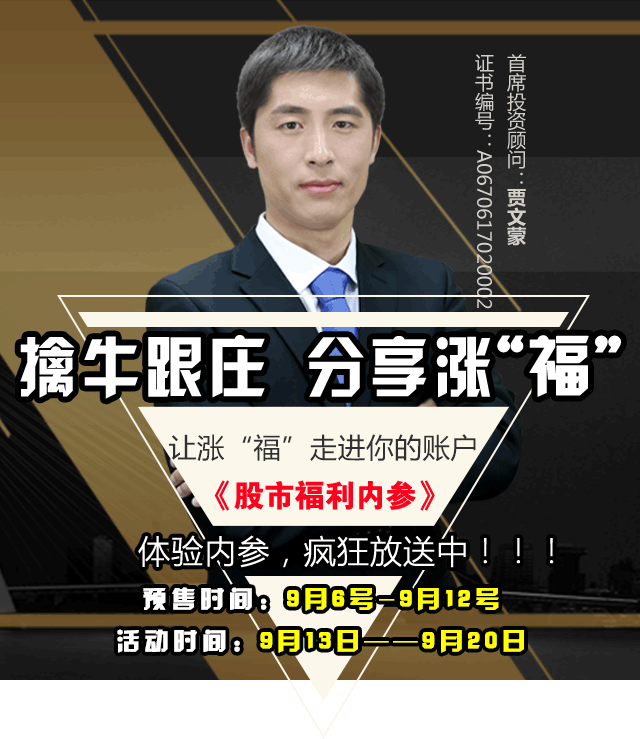 首席投资顾问：贾文蒙
证书编号：A0670617020002
擒牛跟庄 分享涨“福”
让涨“福”走进你的账户
《股市福利内参》
体验内参，疯狂放送中！！！
预售时间：9月6号-9月12号
活动时间：9月13日——9月20日